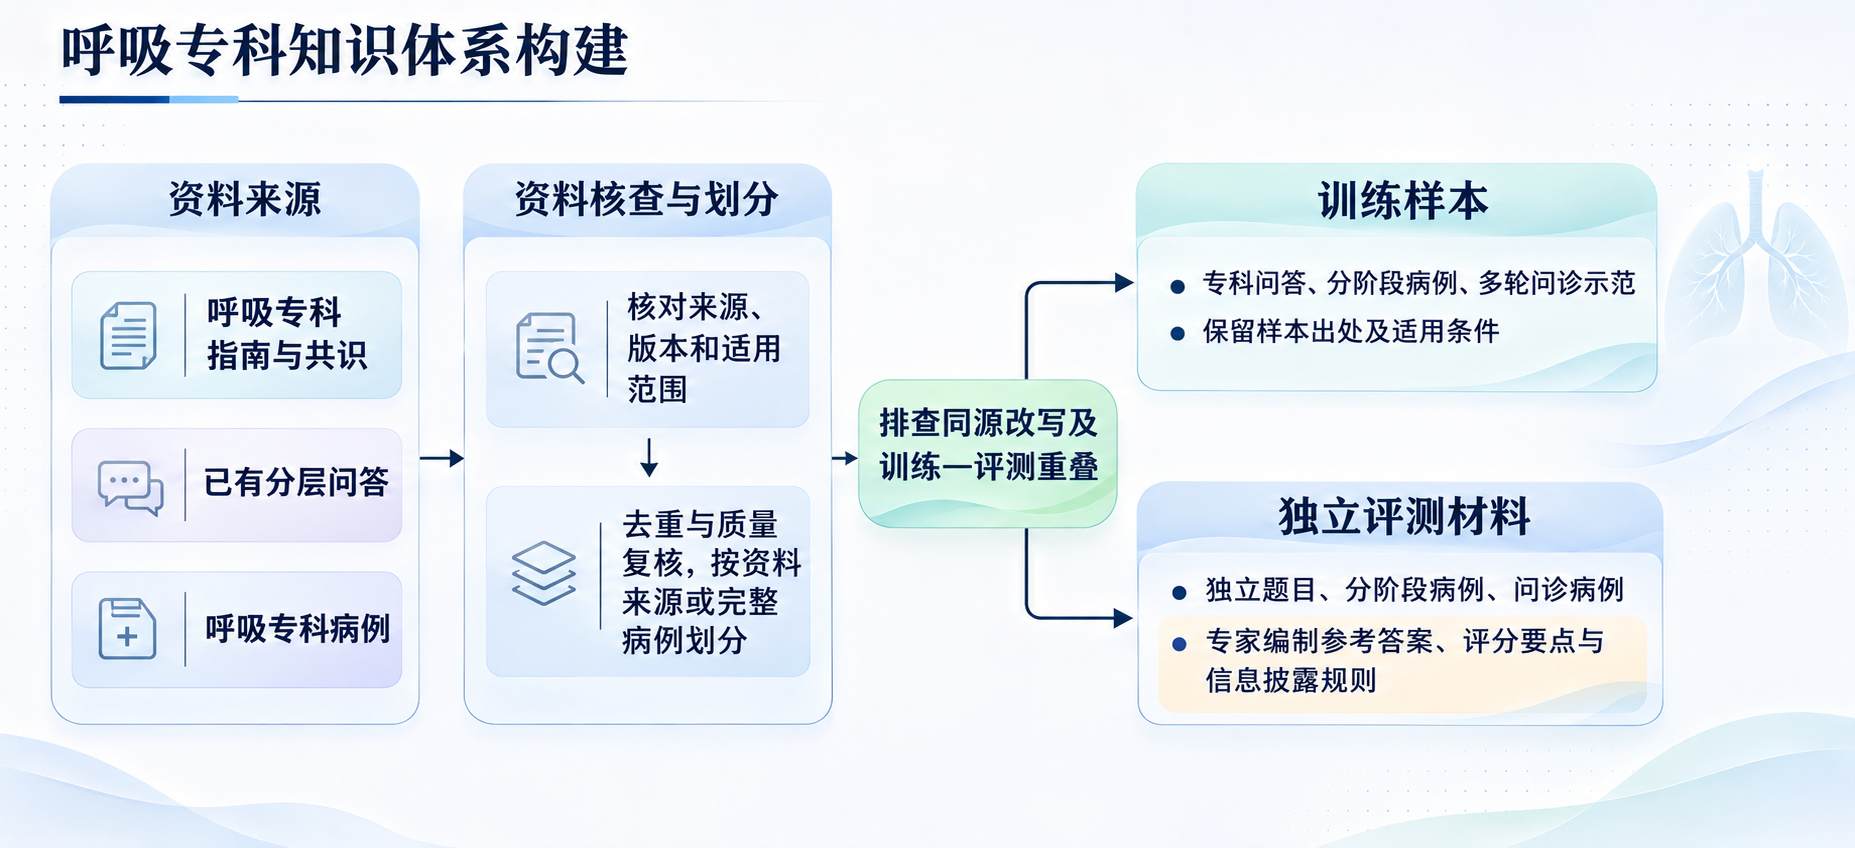 呼吸专科知识体系构建
资料来源
呼吸专科
指南与共识
已有分层问答
呼吸专科病例
资料核查与划分
核对来源、
版本和适用
范围
去重与质量
复核，按资料
来源或完整
病例划分
排查同源改写及
训练—评测重叠
训练样本
专科问答、分阶段病例、多轮问诊示范
保留样本出处及适用条件
独立评测材料
独立题目、分阶段病例、问诊病例
专家编制参考答案、评分要点与
信息披露规则